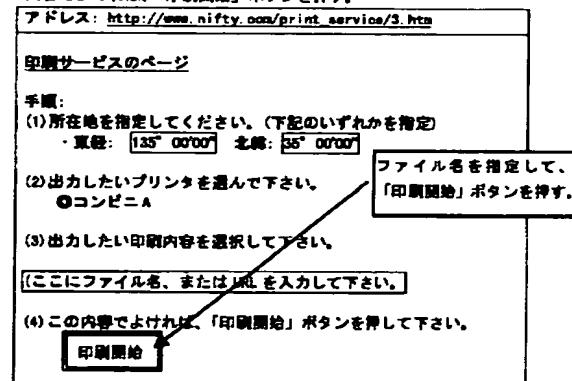 アドレス: http://www.nifty.com/print_service/3.htm
印刷サービスのページ
手順:
(1)所在地を指定してください。(下記のいずれかを指定)
・東経: 135° 00'00" 北緯: 35° 00'00"
ファイル名を指定して、
「印刷開始」ボタンを押す。
(2)出力したいプリンタを選んで下さい。
コンビニA
(3)出力したい印刷内容を選択して下さい。
(ここにファイル名、または URL を入力して下さい。
(4)この内容でよければ、「印刷開始」ボタンを押して下さい。
印刷開始